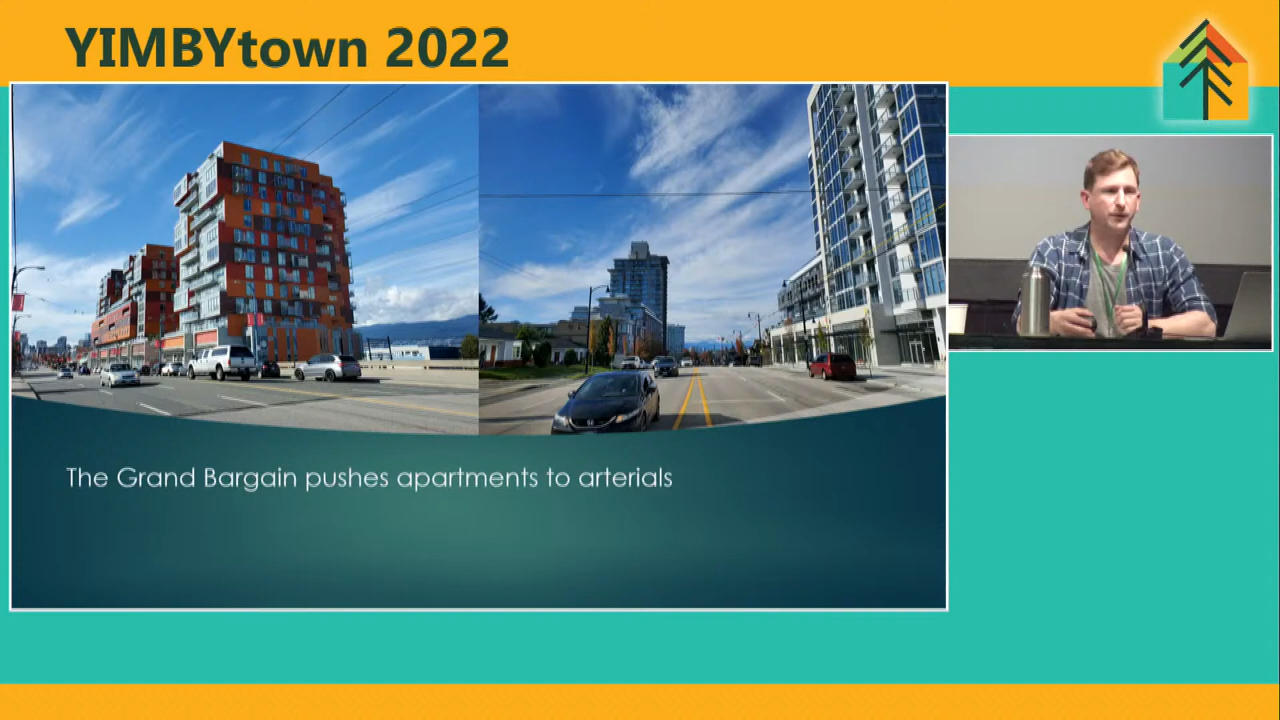 YIMBYtown 2022
The Grand Bargain pushes apartments to arterials